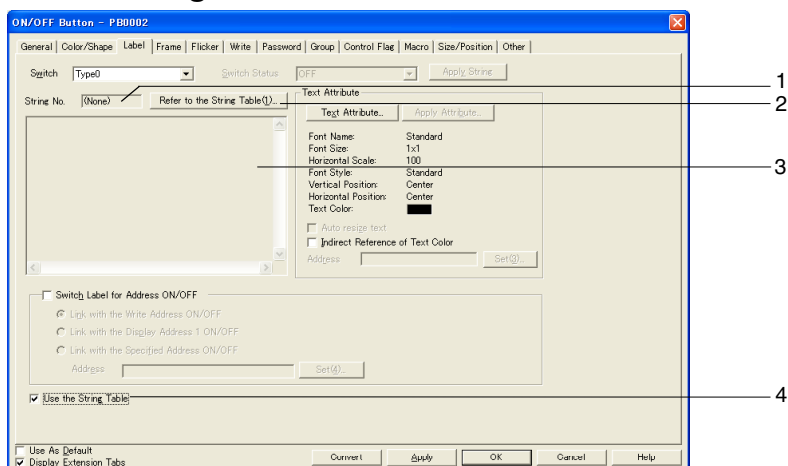 ON/OFF Button - PB0002
General Color/Shape Label Frame Flicker Write Password Group Control Flag Macro Size/Position Other
Switch Type0 Switch Status OFF Apply String
1
String No. (None) Refer to the String Table(1)...
2
Text Attribute
Text Attribute... Apply Attribute...
Font Name: Standard
Font Size: 1x1
Horizontal Scale: 100
3
Font Style: Standard
Vertical Position: Center
Horizontal Position: Center
Text Color:
Auto resize text
Indirect Reference of Text Color
Address Set(3)...
Switch Label for Address ON/OFF
Link with the Write Address ON/OFF
Link with the Display Address 1 ON/OFF
Link with the Specified Address ON/OFF
Address Set(4)...
Use the String Table
4
Use As Default
Display Extension Tabs
Convert Apply OK Cancel Help